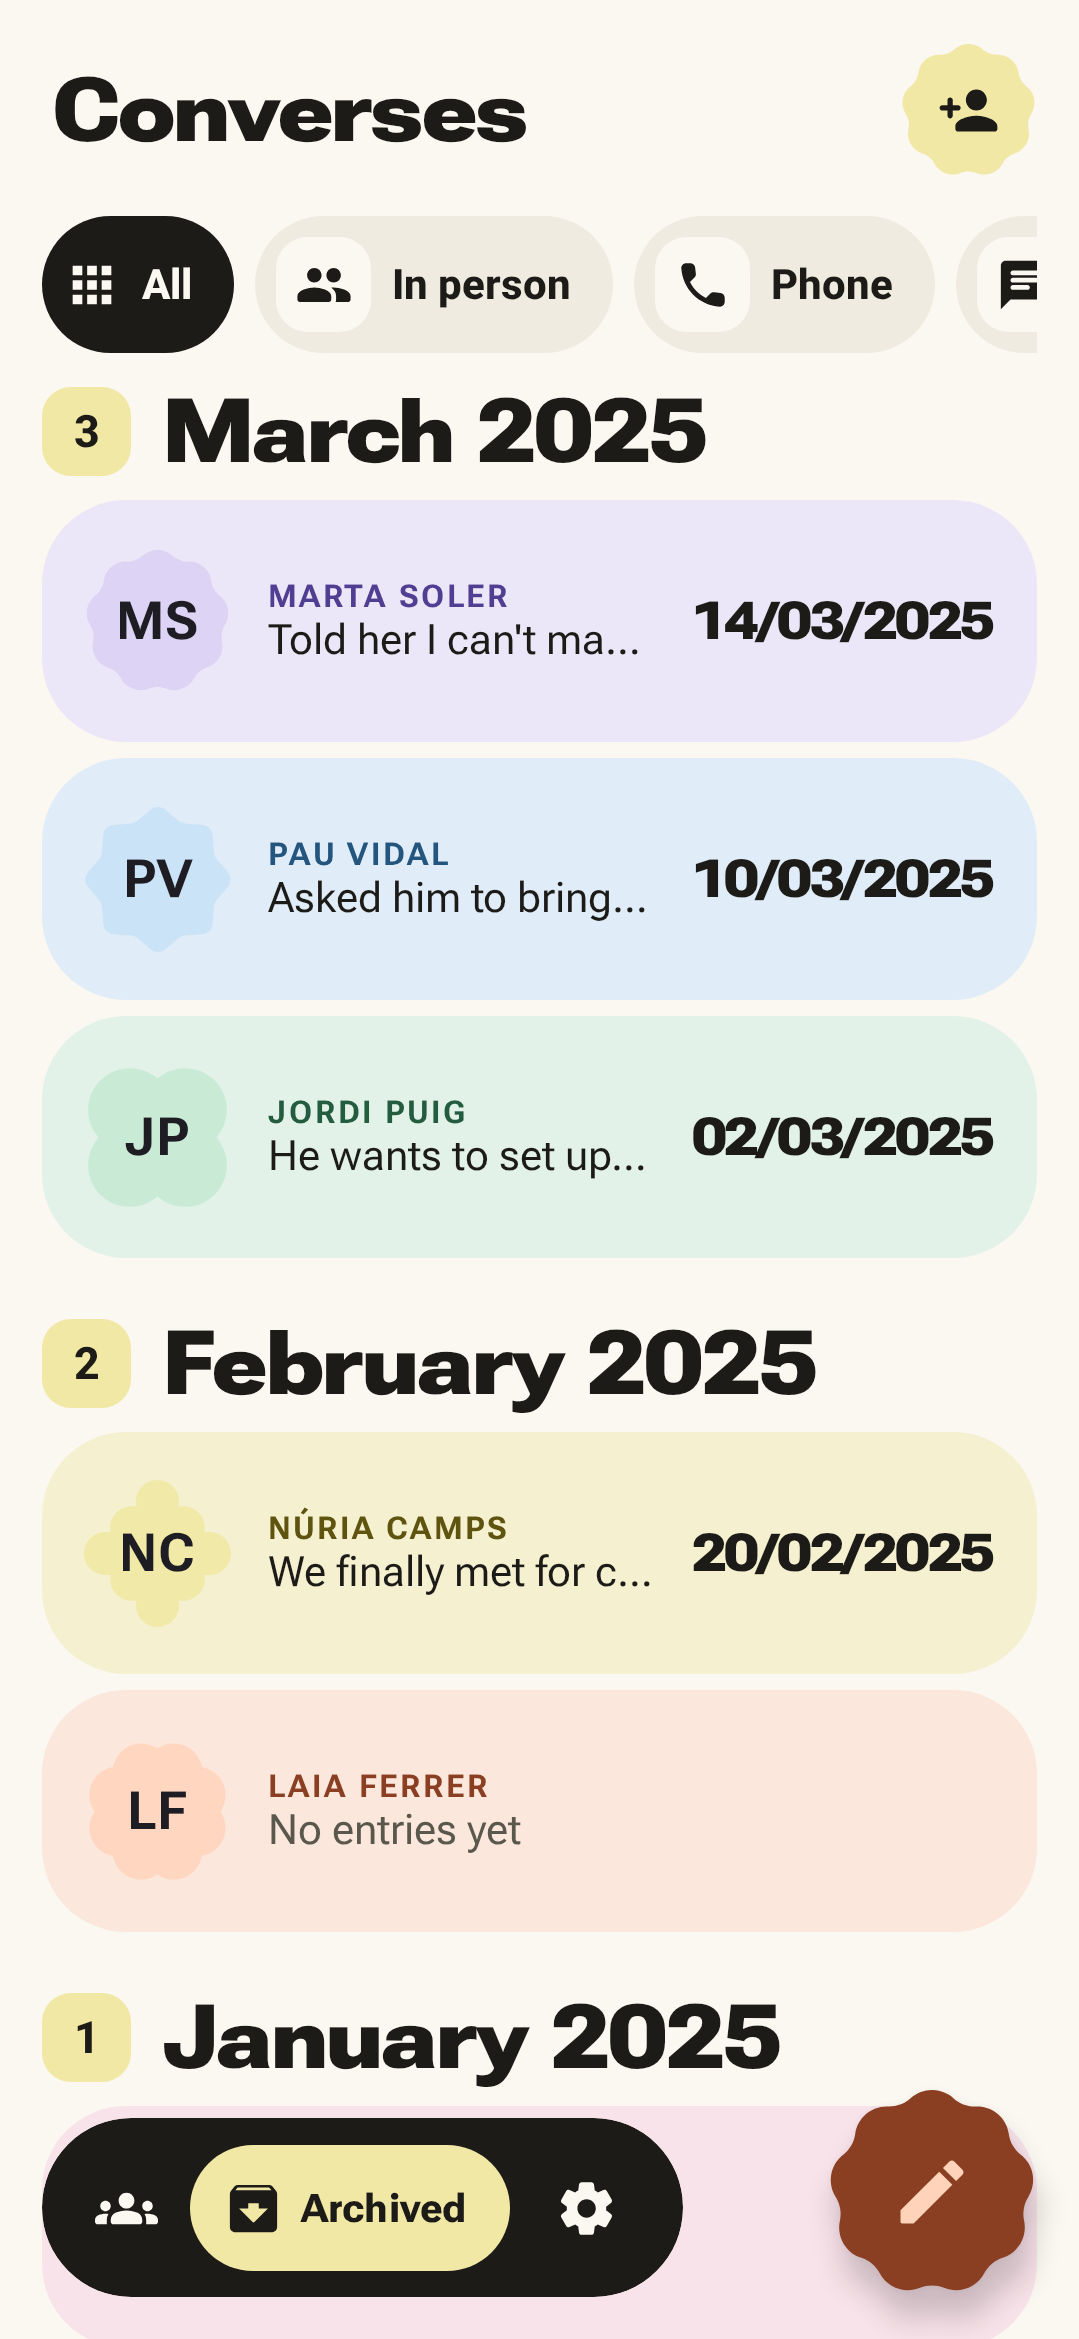 Converses
All
In person
Phone
3
March 2025
MS
MARTA SOLER
Told her I can't ma...
14/03/2025
PV
PAU VIDAL
Asked him to bring...
10/03/2025
JP
JORDI PUIG
He wants to set up...
02/03/2025
2
February 2025
NC
NÚRIA CAMPS
We finally met for c...
20/02/2025
LF
LAIA FERRER
No entries yet
1
January 2025
Archived